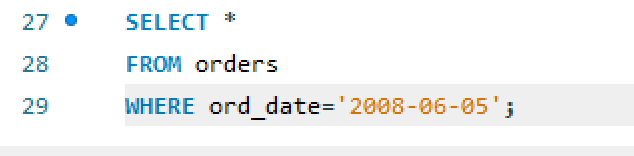 27 SELECT *
28 FROM orders
29 WHERE ord_date='2008-06-05';